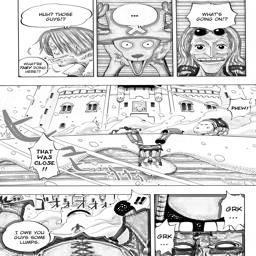 HUH? THOSE
GUYS!?
WHAT'RE
THEY DOING
HERE??
...
WHAT'S
GOING ON!?
PHEW!
THAT
WAS
CLOSE
!!
I OWE YOU
GUYS SOME
LUMPS.
GRK
...
GRK
...